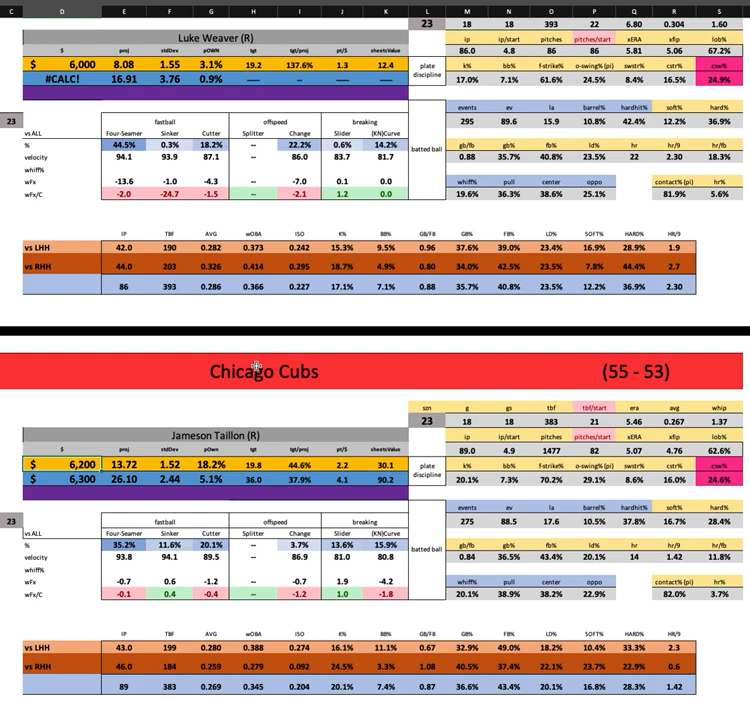 C D E F G H I J K L M N O P Q R S
23 18 18 393 22 6.80 0.304 1.60
Luke Weaver (R) ip ip/start pitches pitches/start xERA xfip lob%
$ proj stdDev pOWN tgt tgt/proj pt/$ sheetsValue 86.0 4.8 86 86 5.81 5.06 67.2%
$ 6,000 8.08 1.55 3.1% 19.2 137.6% 1.3 12.4 plate discipline k% bb% f-strike% o-swing% (pi) swstr% cstr% csw%
#CALC! 16.91 3.76 0.9% ---- ---- -- ---- 17.0% 7.1% 61.6% 24.5% 8.4% 16.5% 24.9%
events ev la barrel% hardhit% soft% hard%
23 fastball offspeed breaking 295 89.6 15.9 10.8% 42.4% 12.2% 36.9%
vs ALL Four-Seamer Sinker Cutter Splitter Change Slider (KN)Curve
% 44.5% 0.3% 18.2% -- 22.2% 0.6% 14.2% batted ball gb/fb gb% fb% ld% hr hr/9 hr/fb
velocity 94.1 93.9 87.1 -- 86.0 83.7 81.7 0.88 35.7% 40.8% 23.5% 22 2.30 18.3%
whiff%
wFx -13.6 -1.0 -4.3 -7.0 0.1 0.0 whiff% pull center oppo contact% (pi) hr%
wFx/C -2.0 -24.7 -1.5 -- -2.1 1.2 0.0 19.6% 36.3% 38.6% 25.1% 81.9% 5.6%
IP TBF AVG wOBA ISO K% BB% GB/FB GB% FB% LD% SOFT% HARD% HR/9
vs LHH 42.0 190 0.282 0.373 0.242 15.3% 9.5% 0.96 37.6% 39.0% 23.4% 16.9% 28.9% 1.9
vs RHH 44.0 203 0.326 0.414 0.295 18.7% 4.9% 0.80 34.0% 42.5% 23.5% 7.8% 44.4% 2.7
86 393 0.286 0.366 0.227 17.1% 7.1% 0.88 35.7% 40.8% 23.5% 12.2% 36.9% 2.30
Chicago Cubs (55 - 53)
szn g gs tbf tbf/start era avg whip
23 18 18 383 21 5.46 0.267 1.37
Jameson Taillon (R) ip ip/start pitches pitches/start xERA xfip lob%
$ proj stdDev pOwn tgt tgt/proj pt/$ sheetsValue 89.0 4.9 1477 82 5.07 4.76 62.6%
$ 6,200 13.72 1.52 18.2% 19.8 44.6% 2.2 30.1 plate discipline k% bb% f-strike% o-swing% (pi) swstr% cstr% csw%
$ 6,300 26.10 2.44 5.1% 36.0 37.9% 4.1 90.2 20.1% 7.3% 70.2% 29.1% 8.6% 16.0% 24.6%
events ev la barrel% hardhit% soft% hard%
23 fastball offspeed breaking 275 88.5 17.6 10.5% 37.8% 16.7% 28.4%
vs ALL Four-Seamer Sinker Cutter Splitter Change Slider (KN)Curve
% 35.2% 11.6% 20.1% -- 3.7% 13.6% 15.9% batted ball gb/fb gb% fb% ld% hr hr/9 hr/fb
velocity 93.8 94.1 89.5 -- 86.9 81.0 80.8 0.84 36.5% 43.4% 20.1% 14 1.42 11.8%
whiff%
wFx -0.7 0.6 -1.2 -0.7 1.9 -4.2 whiff% pull center oppo contact% (pi) hr%
wFx/C -0.1 0.4 -0.4 -- -1.2 1.0 -1.8 20.1% 38.9% 38.2% 22.9% 82.0% 3.7%
IP TBF AVG wOBA ISO K% BB% GB/FB GB% FB% LD% SOFT% HARD% HR/9
vs LHH 43.0 199 0.280 0.388 0.274 16.1% 11.1% 0.67 32.9% 49.0% 18.2% 10.4% 33.3% 2.3
vs RHH 46.0 184 0.259 0.279 0.092 24.5% 3.3% 1.08 40.5% 37.4% 22.1% 23.7% 22.9% 0.6
89 383 0.269 0.345 0.204 20.1% 7.4% 0.87 36.6% 43.4% 20.1% 16.8% 28.3% 1.42